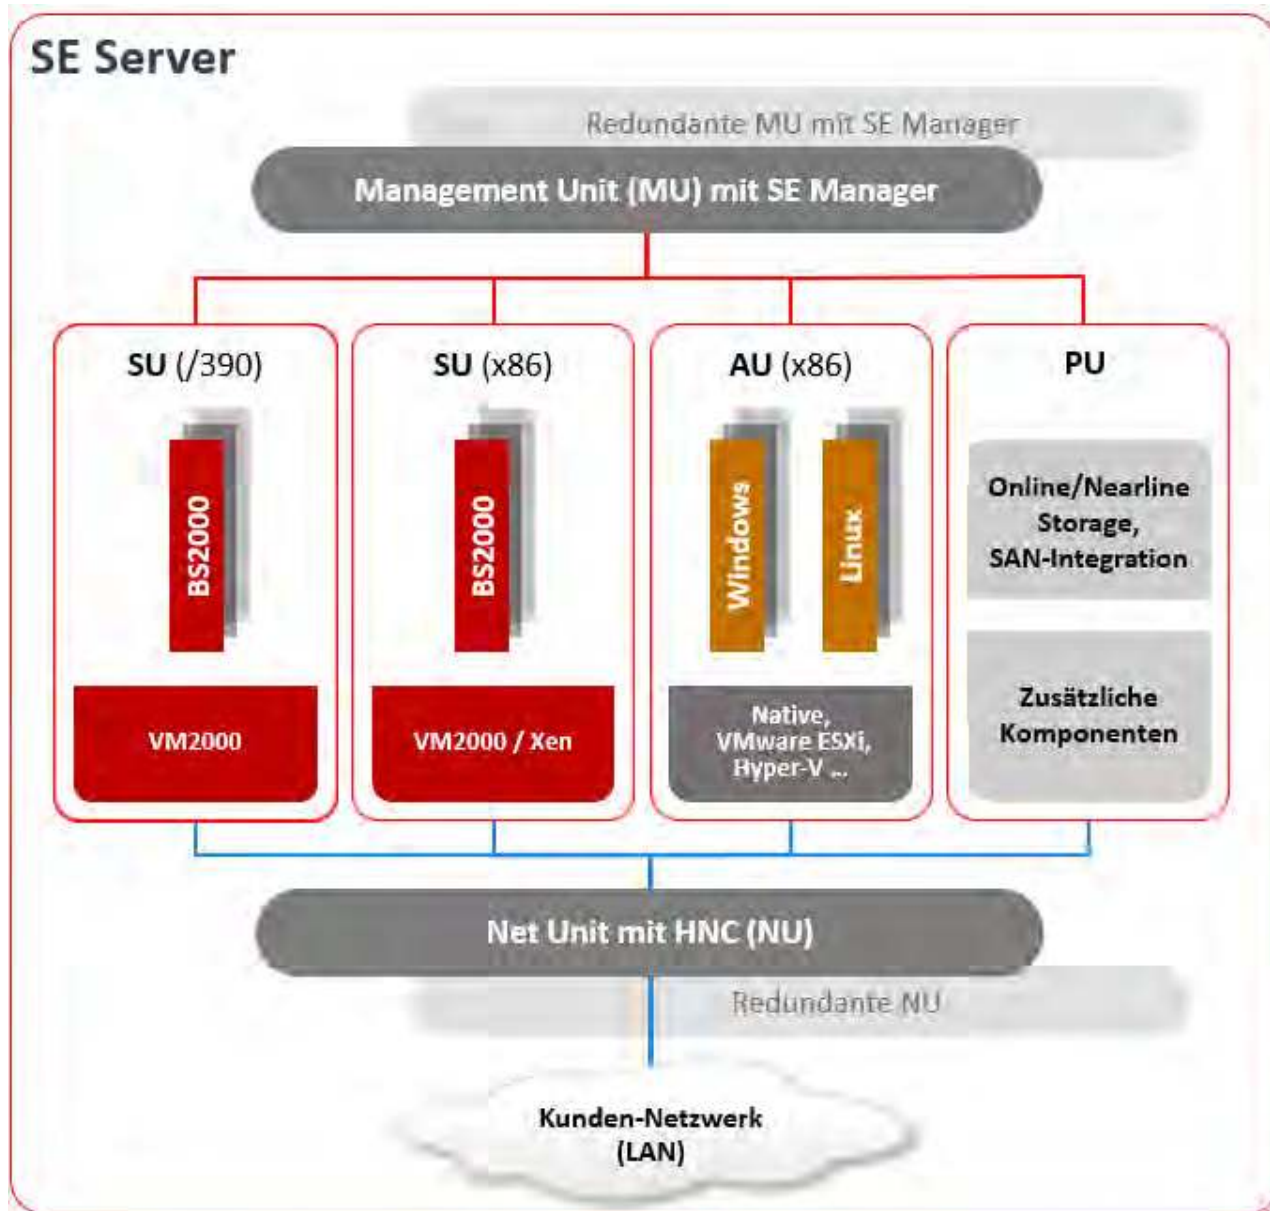 SE Server
Redundante MU mit SE Manager
Management Unit (MU) mit SE Manager
SU (/390)
BS2000
VM2000
SU (x86)
BS2000
VM2000 / Xen
AU (x86)
Windows
Linux
Native,
VMware ESXi,
Hyper-V ...
PU
Online/Nearline
Storage,
SAN-Integration
Zusätzliche
Komponenten
Net Unit mit HNC (NU)
Redundante NU
Kunden-Netzwerk
(LAN)